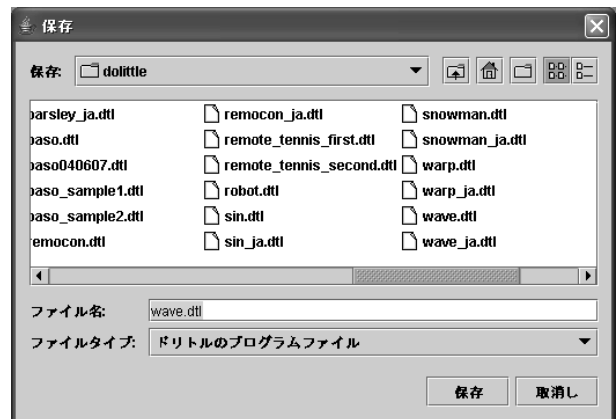 保存
保存: dolittle
parsley_ja.dtl
paso.dtl
paso040607.dtl
paso_sample1.dtl
paso_sample2.dtl
remocon.dtl
remocon_ja.dtl
remote_tennis_first.dtl
remote_tennis_second.dtl
robot.dtl
sin.dtl
sin_ja.dtl
snowman.dtl
snowman_ja.dtl
warp.dtl
warp_ja.dtl
wave.dtl
wave_ja.dtl
ファイル名: wave.dtl
ファイルタイプ: ドリトルのプログラムファイル
保存 取消し